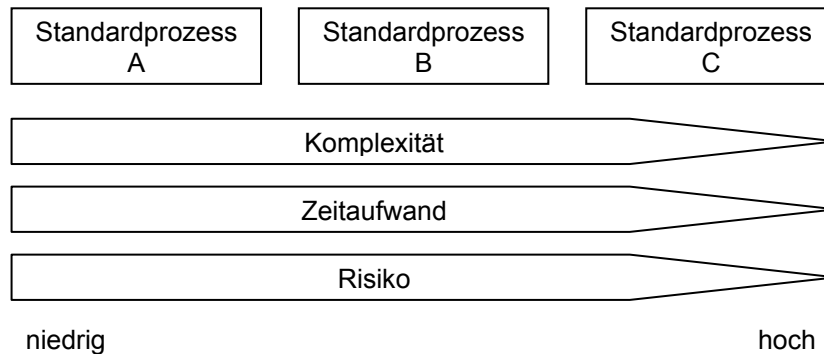 Standardprozess
A
Standardprozess
B
Standardprozess
C
Komplexität
Zeitaufwand
Risiko
niedrig
hoch